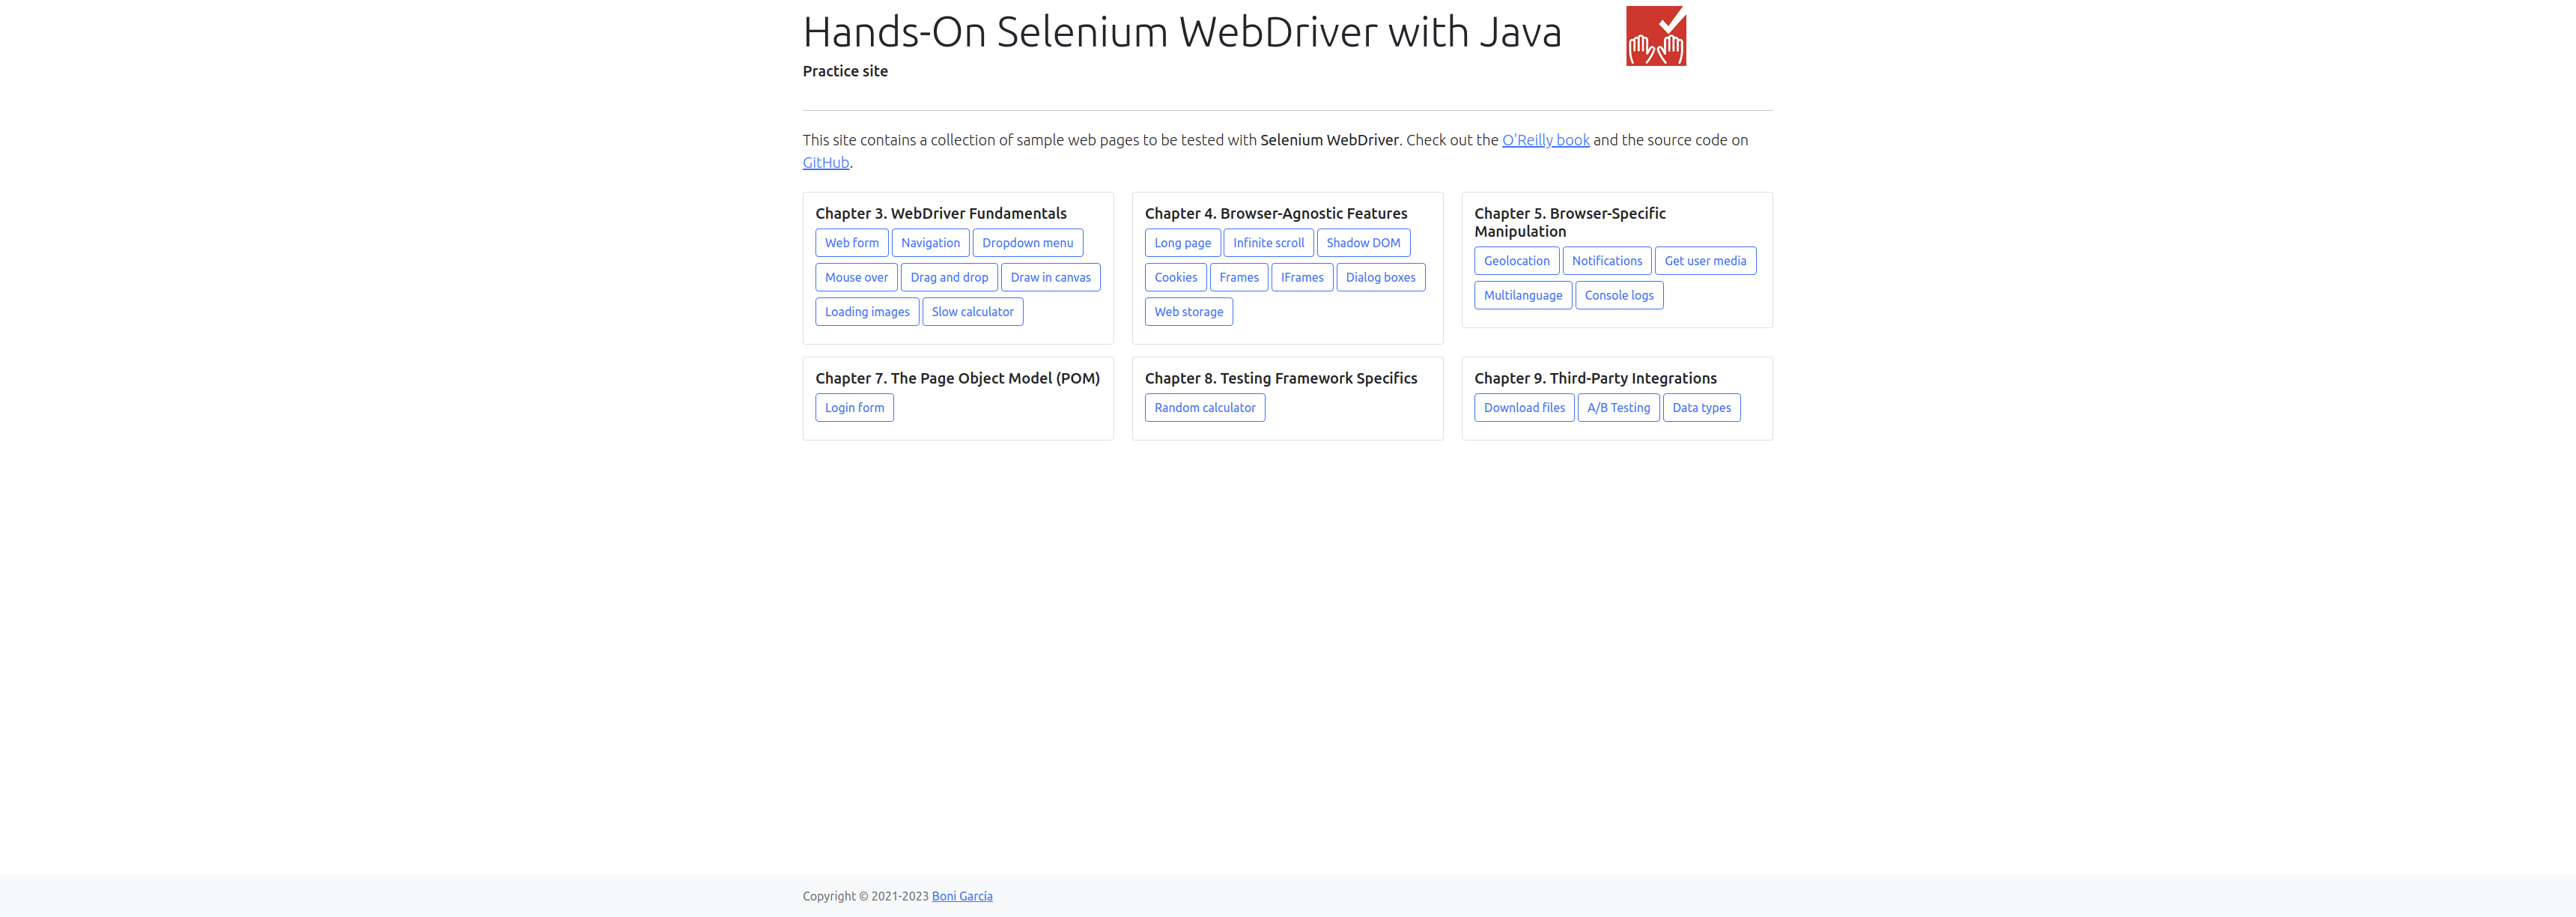 Hands-On Selenium WebDriver with Java
Practice site
This site contains a collection of sample web pages to be tested with Selenium WebDriver. Check out the O'Reilly book and the source code on
GitHub.
Chapter 3. WebDriver Fundamentals
Web form Navigation Dropdown menu
Mouse over Drag and drop Draw in canvas
Loading images Slow calculator
Chapter 4. Browser-Agnostic Features
Long page Infinite scroll Shadow DOM
Cookies Frames IFrames Dialog boxes
Web storage
Chapter 5. Browser-Specific
Manipulation
Geolocation Notifications Get user media
Multilanguage Console logs
Chapter 7. The Page Object Model (POM)
Login form
Chapter 8. Testing Framework Specifics
Random calculator
Chapter 9. Third-Party Integrations
Download files A/B Testing Data types
Copyright © 2021-2023 Boni García